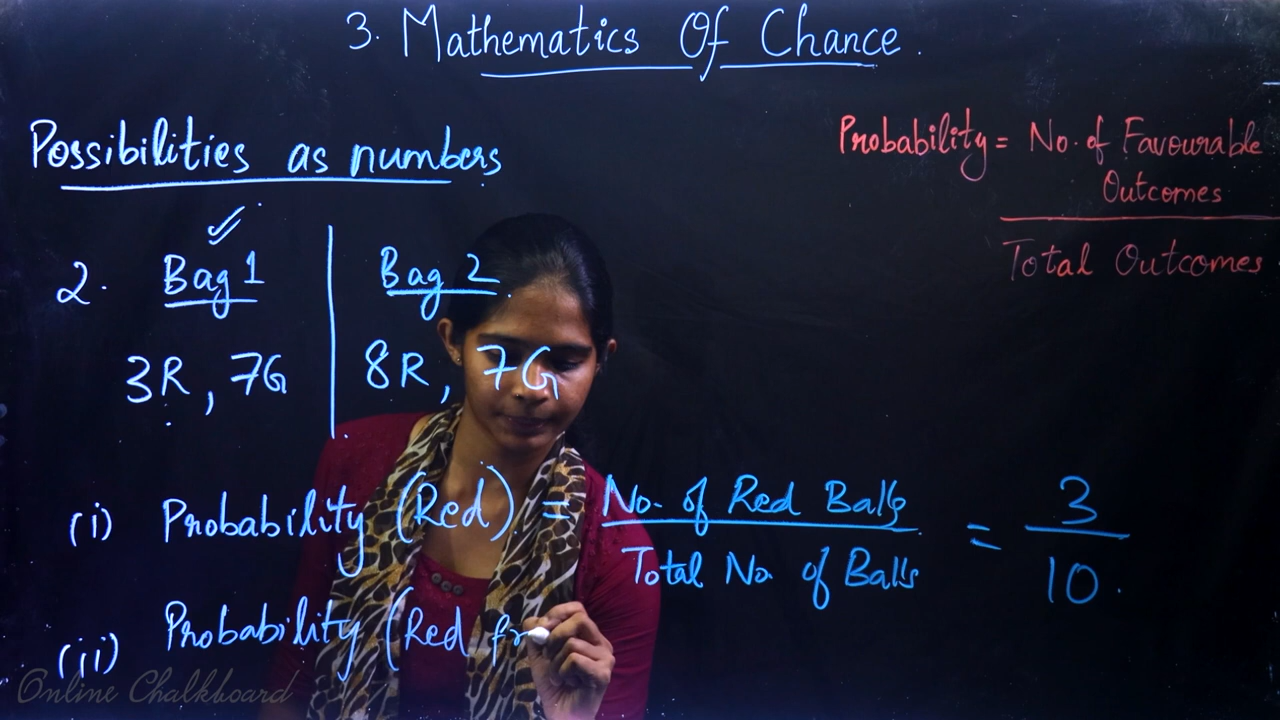 3. Mathematics Of Chance.
Possibilities as numbers
Probability = No. of Favourable
Outcomes
Total Outcomes
2. Bag 1 Bag 2
3R, 7G 8R, 7G
(i) Probability (Red) = No. of Red Balls = 3
Total No. of Balls 10.
(ii) Probability (Red fr
Online Chalkboard